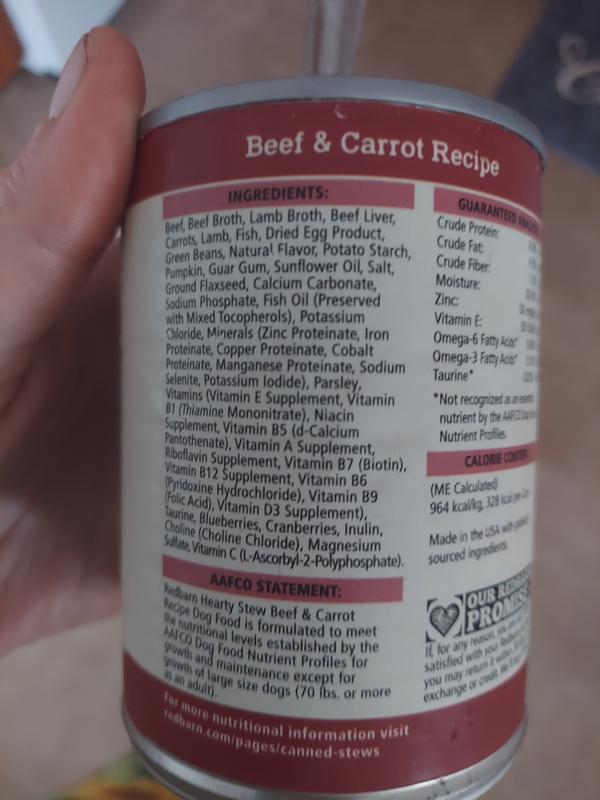 Beef & Carrot Recipe
INGREDIENTS:
Beef, Beef Broth, Lamb Broth, Beef Liver,
Carrots, Lamb, Fish, Dried Egg Product,
Green Beans, Natural Flavor, Potato Starch,
Pumpkin, Guar Gum, Sunflower Oil, Salt,
Ground Flaxseed, Calcium Carbonate,
Sodium Phosphate, Fish Oil (Preserved
with Mixed Tocopherols), Potassium
Chloride, Minerals (Zinc Proteinate, Iron
Proteinate, Copper Proteinate, Cobalt
Proteinate, Manganese Proteinate, Sodium
Selenite, Potassium Iodide), Parsley,
Vitamins (Vitamin E Supplement, Vitamin
B1 (Thiamine Mononitrate), Niacin
Supplement, Vitamin B5 (d-Calcium
Pantothenate), Vitamin A Supplement,
Riboflavin Supplement, Vitamin B7 (Biotin),
Vitamin B12 Supplement, Vitamin B6
(Pyridoxine Hydrochloride), Vitamin B9
(Folic Acid), Vitamin D3 Supplement),
Taurine, Blueberries, Cranberries, Inulin,
Choline (Choline Chloride), Magnesium
Sulfate, Vitamin C (L-Ascorbyl-2-Polyphosphate).
AAFCO STATEMENT:
Redbarn Hearty Stew Beef & Carrot
Recipe Dog Food is formulated to meet
the nutritional levels established by the
AAFCO Dog Food Nutrient Profiles for
growth and maintenance except for
growth of large size dogs (70 lbs. or more
as an adult).
For more nutritional information visit
redbarn.com/pages/canned-stews
GUARANTEED
Crude Protein:
Crude Fat:
Crude Fiber:
Moisture:
Zinc:
Vitamin E:
Omega-6 Fatty Acids*
Omega-3 Fatty Acids*
Taurine*
*Not recognized as an
nutrient by the AAFCO Dog
Nutrient Profiles.
CALORIE
(ME Calculated)
964 kcal/kg, 328 kcal
Made in the USA with
sourced ingredients.
OUR
PROMISE
If, for any reason, you
satisfied with your
you may return it
exchange or credit.